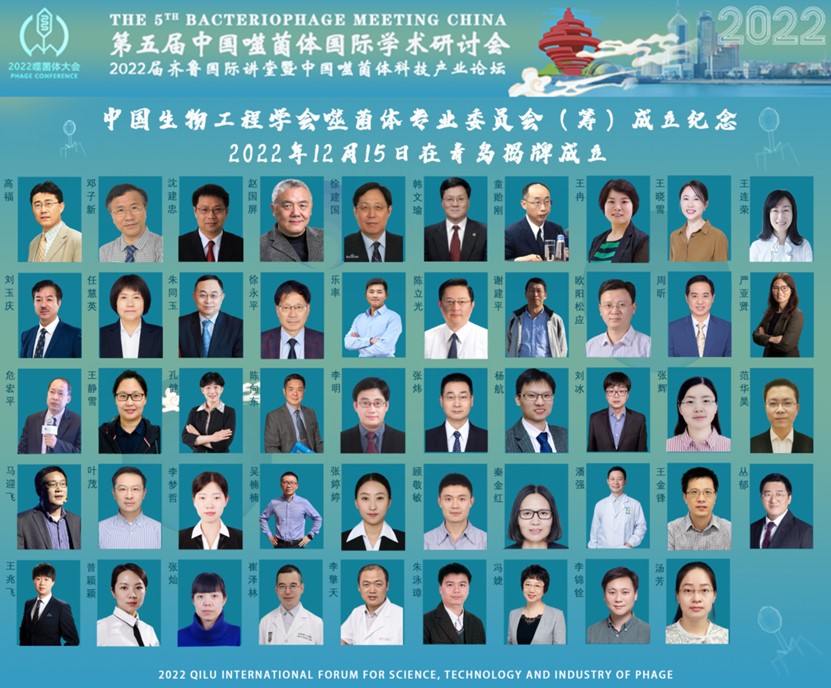 THE 5TH BACTERIOPHAGE MEETING CHINA
第五届中国噬菌体国际学术研讨会
2022届齐鲁国际讲堂暨中国噬菌体科技产业论坛
2022
2022噬菌体大会
PHAGE CONFERENCE
中国生物工程学会噬菌体专业委员会（筹）成立纪念
2022年12月15日在青岛揭牌成立
高福 邓子新 沈建忠 赵国屏 徐建国 韩文瑜 童贻刚 王冉 王晓雪 王连荣
刘玉庆 任慧英 朱同玉 徐永平 乐率 陈立光 谢建平 欧阳松应 周昕 严亚贤
危宏平 王静雪 孔健 陈向东 李明 张炜 杨航 刘冰 张辉 范华昊
马迎飞 叶茂 李梦哲 吴楠楠 张婷婷 顾敬敏 秦金红 潘强 王金锋 丛郁
王兆飞 普颖颖 张灿 崔泽林 李擎天 朱泳璋 冯婕 李锦铨 汤芳
2022 QILU INTERNATIONAL FORUM FOR SCIENCE, TECHNOLOGY AND INDUSTRY OF PHAGE